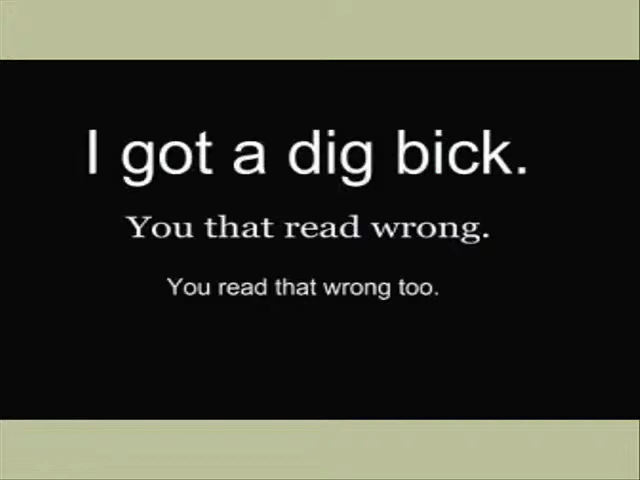 I got a dig bick.
You that read wrong.
You read that wrong too.